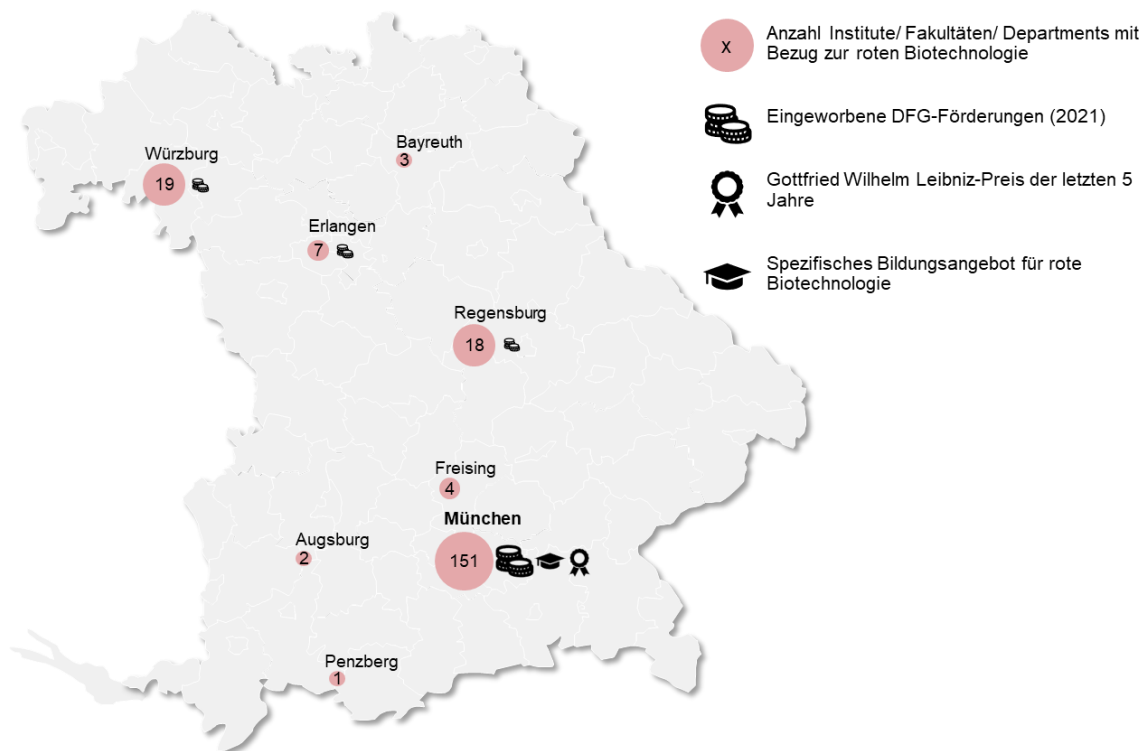 x
Anzahl Institute/ Fakultäten/ Departments mit
Bezug zur roten Biotechnologie
Eingeworbene DFG-Förderungen (2021)
Gottfried Wilhelm Leibniz-Preis der letzten 5
Jahre
Spezifisches Bildungsangebot für rote
Biotechnologie
Bayreuth
3
Würzburg
19
Erlangen
7
Regensburg
18
Freising
4
München
151
Augsburg
2
Penzberg
1